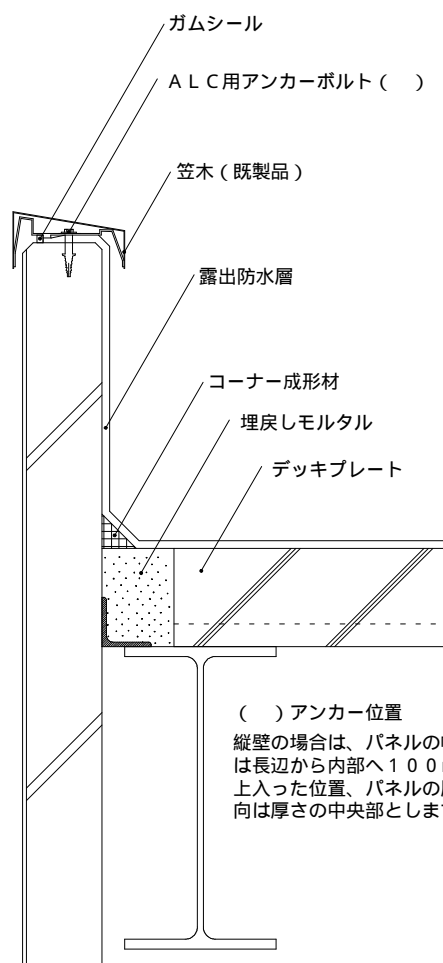 ガムシール
ＡＬＣ用アンカーボルト（　）
笠木（既製品）
露出防水層
コーナー成形材
埋戻しモルタル
デッキプレート
（　）アンカー位置
縦壁の場合は、パネルの
は長辺から内部へ１００
上入った位置、パネルの
向は厚さの中央部としま